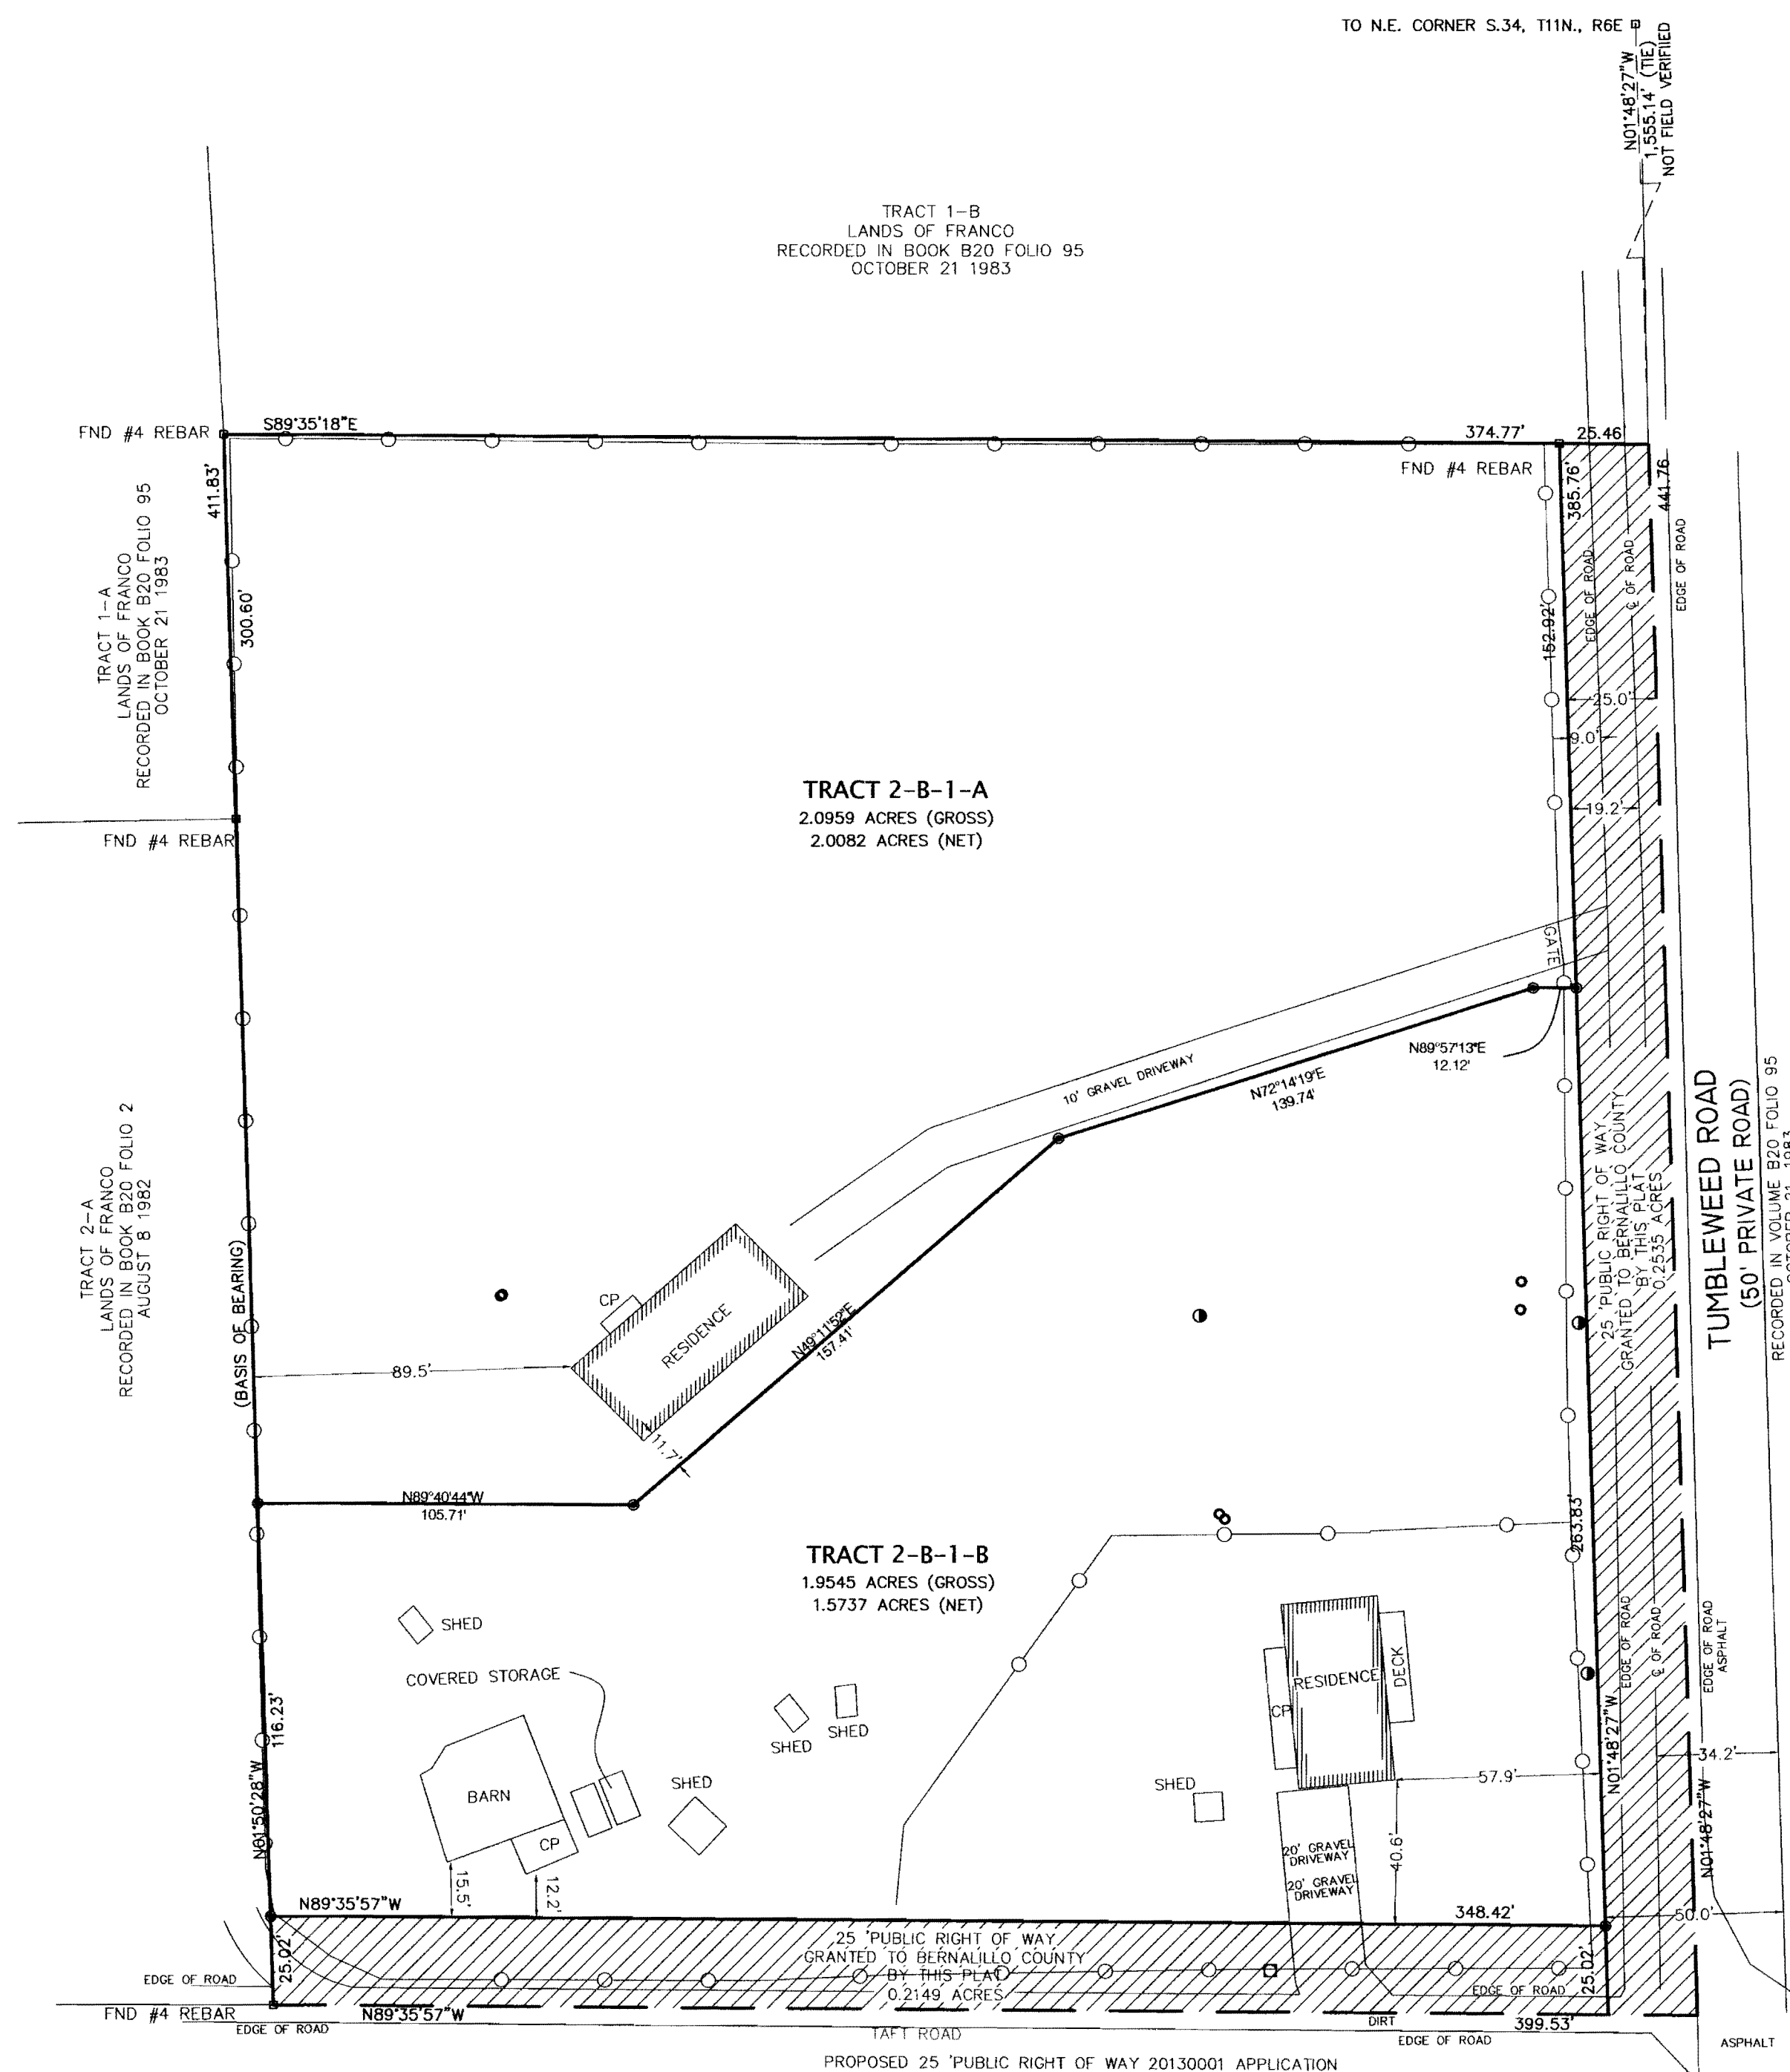 TO N.E. CORNER S.34, T11N., R6E
N01°48'27"W
1,555.14' (TIE)
NOT FIELD VERIFIED
TRACT 1-B
LANDS OF FRANCO
RECORDED IN BOOK B20 FOLIO 95
OCTOBER 21 1983
FND #4 REBAR
S89°35'18"E
374.77'
25.46
FND #4 REBAR
411.83'
385.76'
441.76
TRACT 1-A
LANDS OF FRANCO
RECORDED IN BOOK B20 FOLIO 95
OCTOBER 21 1983
300.60'
152.92'
EDGE OF ROAD
℄ OF ROAD
EDGE OF ROAD
25.0'
9.0'
19.2'
TRACT 2-B-1-A
2.0959 ACRES (GROSS)
2.0082 ACRES (NET)
FND #4 REBAR
GATE
N89°57'13"E
12.12'
10' GRAVEL DRIVEWAY
N72°14'19"E
139.74'
TRACT 2-A
LANDS OF FRANCO
RECORDED IN BOOK B20 FOLIO 2
AUGUST 8 1982
(BASIS OF BEARING)
25 'PUBLIC RIGHT OF WAY
GRANTED TO BERNALILLO COUNTY
BY THIS PLAT
0.2535 ACRES
TUMBLEWEED ROAD
(50' PRIVATE ROAD)
RECORDED IN VOLUME B20 FOLIO 95
OCTOBER 21, 1983
CP
RESIDENCE
N49°11'52"E
157.41'
89.5'
11.7'
N89°40'44"W
105.71'
TRACT 2-B-1-B
1.9545 ACRES (GROSS)
1.5737 ACRES (NET)
263.83'
SHED
COVERED STORAGE
RESIDENCE
DECK
CP
EDGE OF ROAD
℄ OF ROAD
EDGE OF ROAD
ASPHALT
116.23'
SHED
SHED
N01°48'27"W
34.2'
BARN
SHED
SHED
57.9'
N01°50'28"W
CP
N01°48'27"W
20' GRAVEL
DRIVEWAY
20' GRAVEL
DRIVEWAY
40.6'
15.5'
12.2'
N89°35'57"W
348.42'
50.0'
25.02'
25 'PUBLIC RIGHT OF WAY
GRANTED TO BERNALILLO COUNTY
BY THIS PLAT
0.2149 ACRES
25.02'
EDGE OF ROAD
EDGE OF ROAD
FND #4 REBAR
N89°35'57"W
EDGE OF ROAD
TAFT ROAD
DIRT
399.53'
EDGE OF ROAD
ASPHALT
PROPOSED 25 'PUBLIC RIGHT OF WAY 20130001 APPLICATION